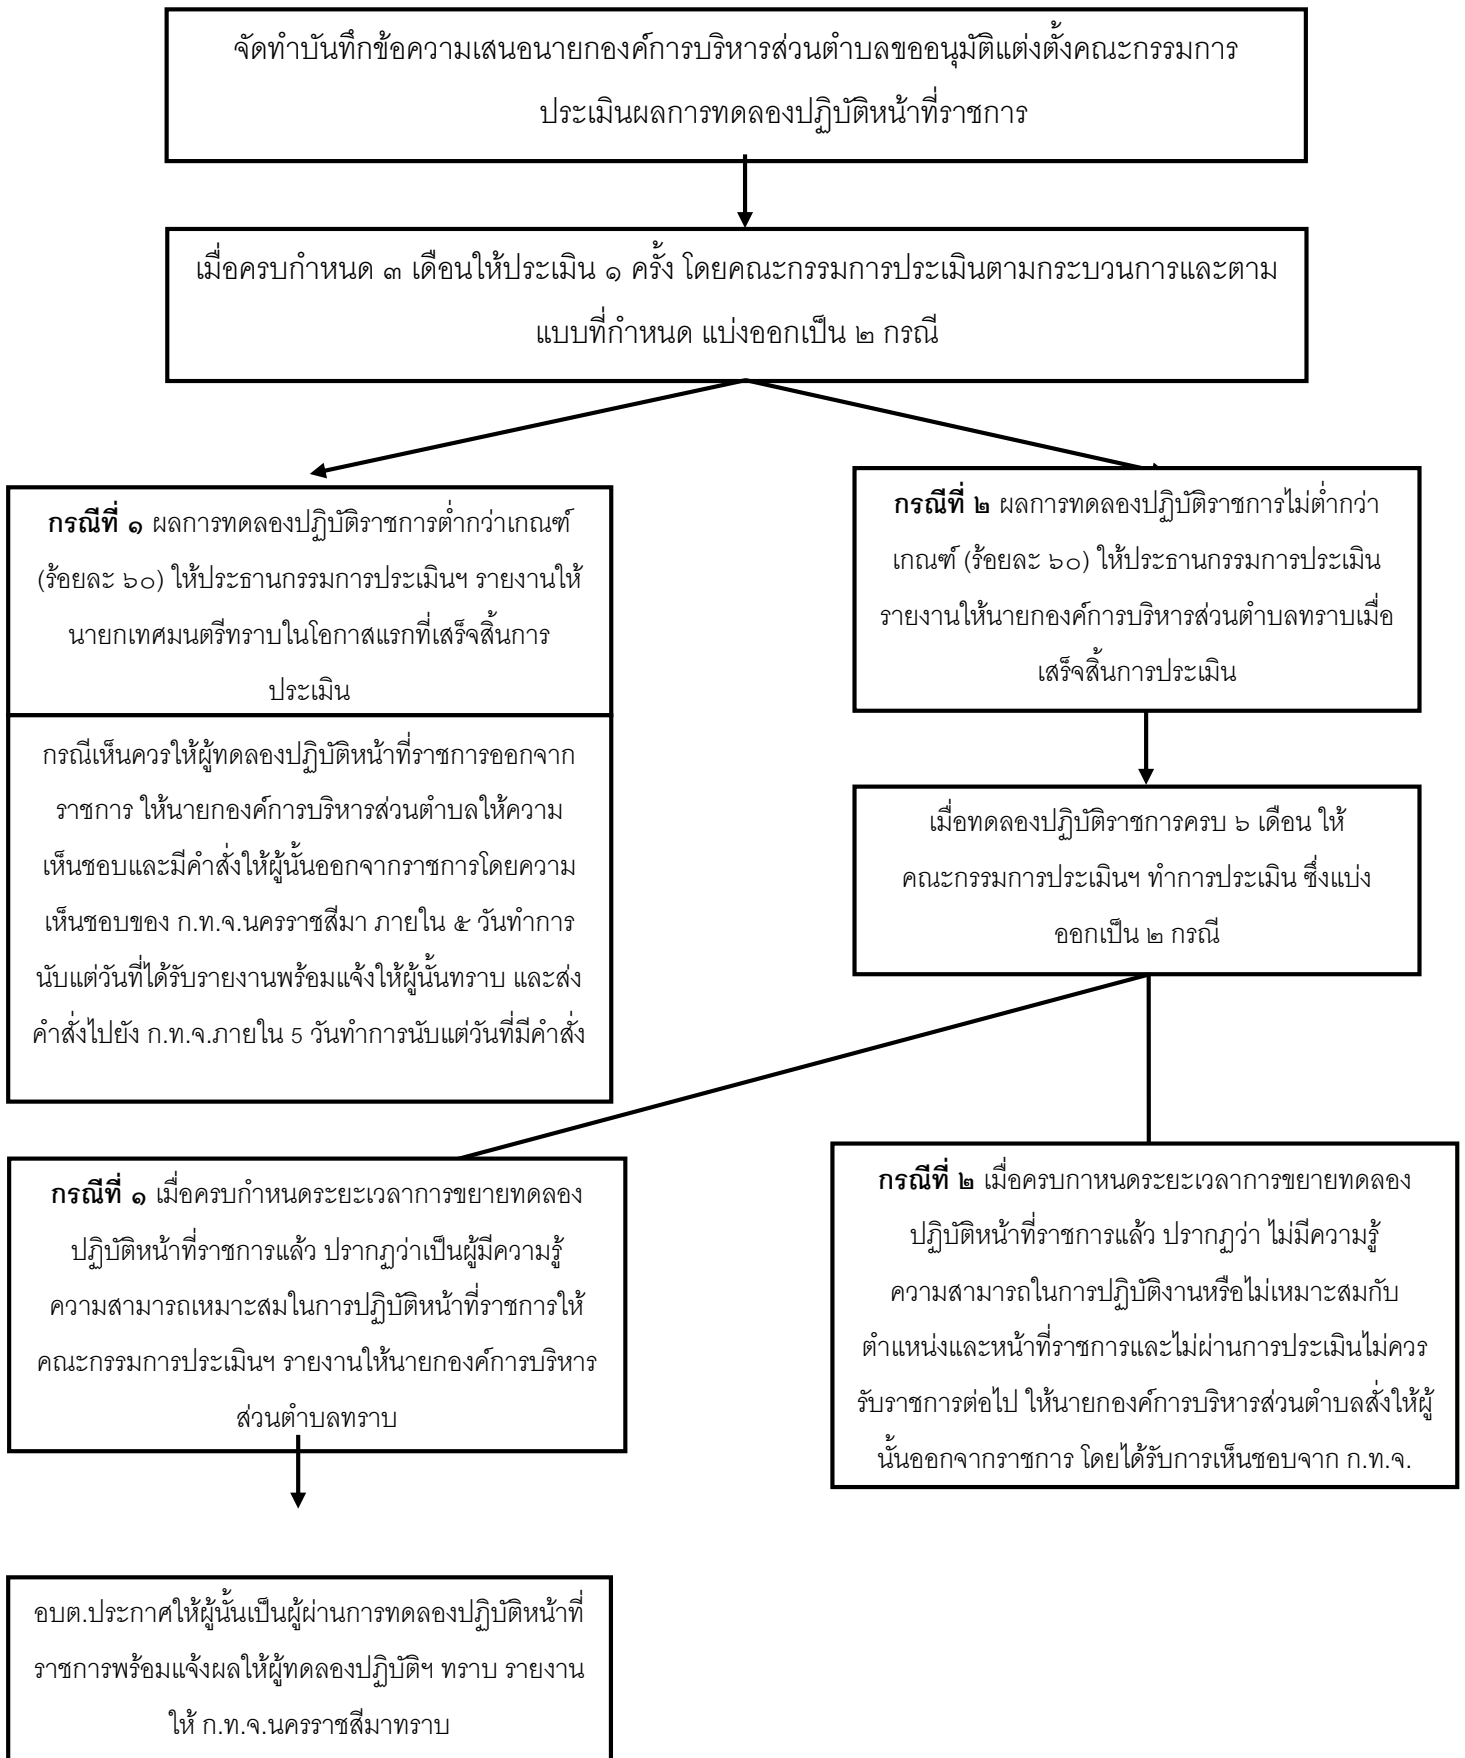 จัดทำบันทึกข้อความเสนอนายกองค์การบริหารส่วนตำบลขออนุมัติแต่งตั้งคณะกรรมการ
ประเมินผลการทดลองปฏิบัติหน้าที่ราชการ
เมื่อครบกำหนด ๓ เดือนให้ประเมิน ๑ ครั้ง โดยคณะกรรมการประเมินตามกระบวนการและตาม
แบบที่กำหนด แบ่งออกเป็น ๒ กรณี
กรณีที่ ๑ ผลการทดลองปฏิบัติราชการต่ำกว่าเกณฑ์
(ร้อยละ ๖๐) ให้ประธานกรรมการประเมินฯ รายงานให้
นายกเทศมนตรีทราบในโอกาสแรกที่เสร็จสิ้นการ
ประเมิน
กรณีเห็นควรให้ผู้ทดลองปฏิบัติหน้าที่ราชการออกจาก
ราชการ ให้นายกองค์การบริหารส่วนตำบลให้ความ
เห็นชอบและมีคำสั่งให้ผู้นั้นออกจากราชการโดยความ
เห็นชอบของ ก.ท.จ.นครราชสีมา ภายใน ๕ วันทำการ
นับแต่วันที่ได้รับรายงานพร้อมแจ้งให้ผู้นั้นทราบ และส่ง
คำสั่งไปยัง ก.ท.จ.ภายใน 5 วันทำการนับแต่วันที่มีคำสั่ง
กรณีที่ ๒ ผลการทดลองปฏิบัติราชการไม่ต่ำกว่า
เกณฑ์ (ร้อยละ ๖๐) ให้ประธานกรรมการประเมิน
รายงานให้นายกองค์การบริหารส่วนตำบลทราบเมื่อ
เสร็จสิ้นการประเมิน
เมื่อทดลองปฏิบัติราชการครบ ๖ เดือน ให้
คณะกรรมการประเมินฯ ทำการประเมิน ซึ่งแบ่ง
ออกเป็น ๒ กรณี
กรณีที่ ๑ เมื่อครบกำหนดระยะเวลาการขยายทดลอง
ปฏิบัติหน้าที่ราชการแล้ว ปรากฏว่าเป็นผู้มีความรู้
ความสามารถเหมาะสมในการปฏิบัติหน้าที่ราชการให้
คณะกรรมการประเมินฯ รายงานให้นายกองค์การบริหาร
ส่วนตำบลทราบ
กรณีที่ ๒ เมื่อครบกาหนดระยะเวลาการขยายทดลอง
ปฏิบัติหน้าที่ราชการแล้ว ปรากฏว่า ไม่มีความรู้
ความสามารถในการปฏิบัติงานหรือไม่เหมาะสมกับ
ตำแหน่งและหน้าที่ราชการและไม่ผ่านการประเมินไม่ควร
รับราชการต่อไป ให้นายกองค์การบริหารส่วนตำบลสั่งให้ผู้
นั้นออกจากราชการ โดยได้รับการเห็นชอบจาก ก.ท.จ.
อบต.ประกาศให้ผู้นั้นเป็นผู้ผ่านการทดลองปฏิบัติหน้าที่
ราชการพร้อมแจ้งผลให้ผู้ทดลองปฏิบัติฯ ทราบ รายงาน
ให้ ก.ท.จ.นครราชสีมาทราบ